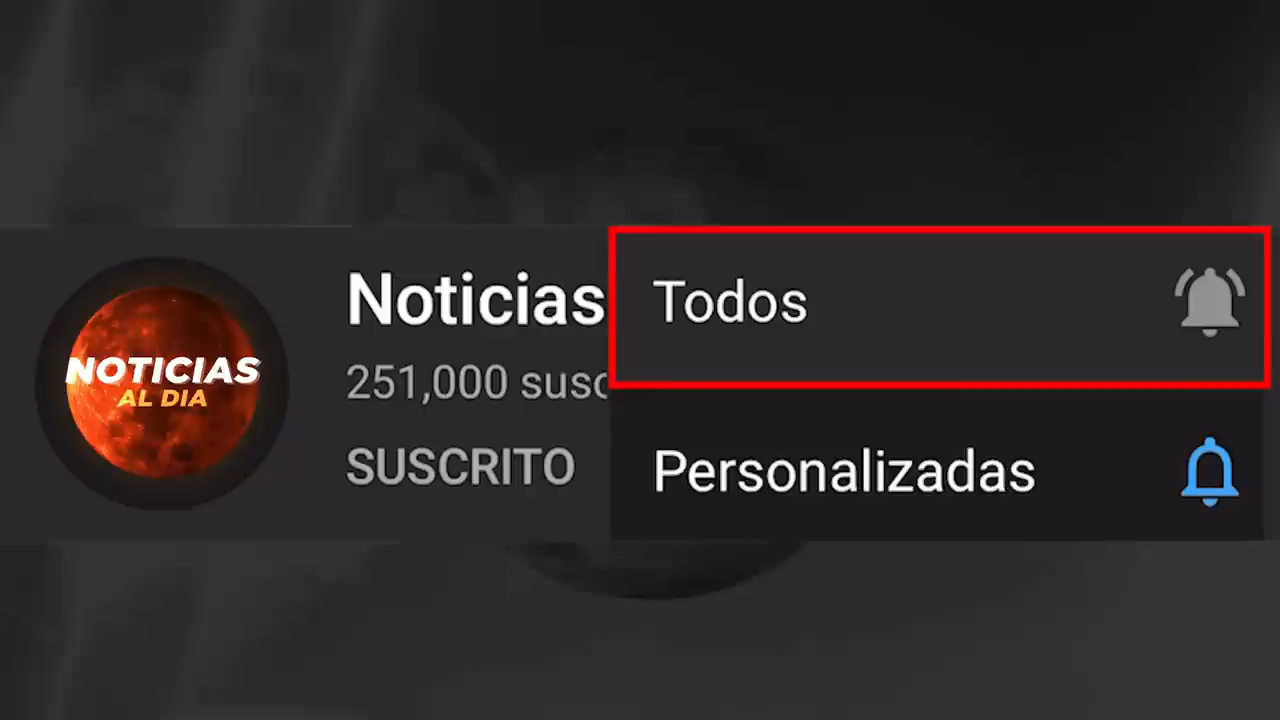 NOTICIAS
AL DIA
Noticias
251,000 susc
SUSCRITO
Todos
Personalizadas